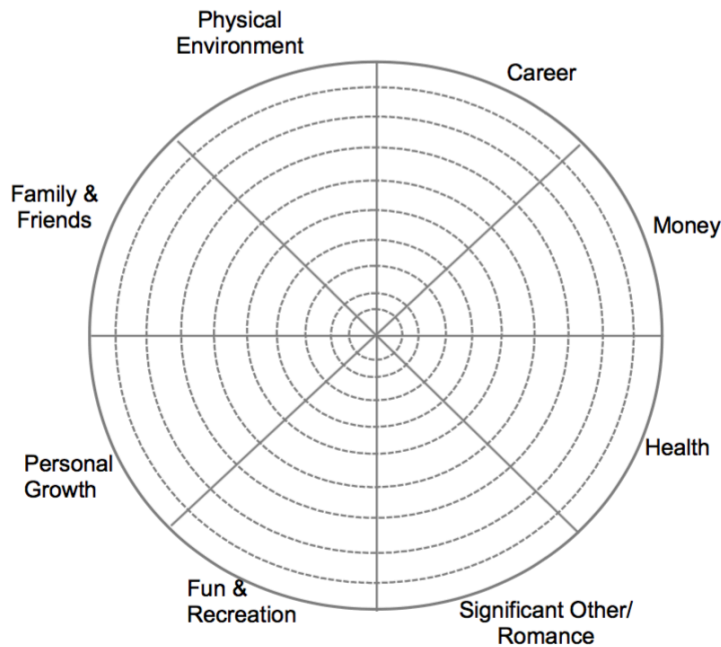 Physical
Environment
Career
Family &
Friends
Money
Personal
Growth
Health
Fun &
Recreation
Significant Other/
Romance